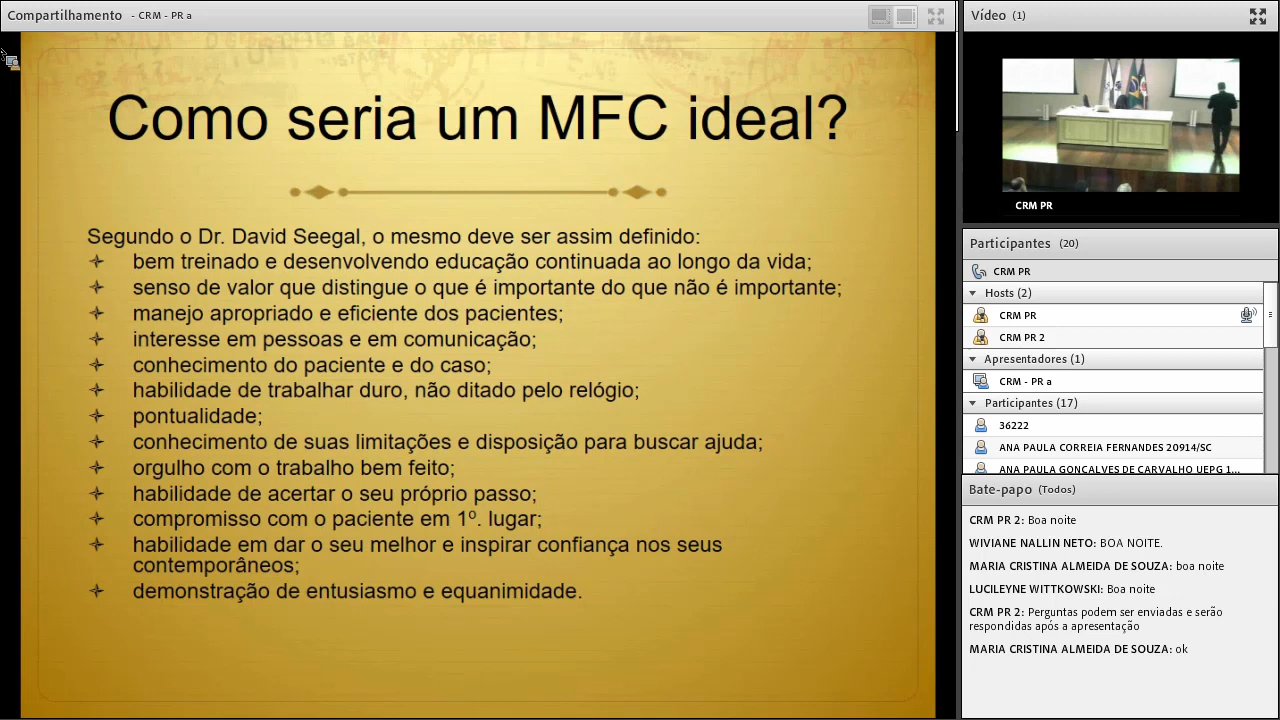 Compartilhamento - CRM - PR a
Como seria um MFC ideal?
Segundo o Dr. David Seegal, o mesmo deve ser assim definido:
bem treinado e desenvolvendo educação continuada ao longo da vida;
senso de valor que distingue o que é importante do que não é importante;
manejo apropriado e eficiente dos pacientes;
interesse em pessoas e em comunicação;
conhecimento do paciente e do caso;
habilidade de trabalhar duro, não ditado pelo relógio;
pontualidade;
conhecimento de suas limitações e disposição para buscar ajuda;
orgulho com o trabalho bem feito;
habilidade de acertar o seu próprio passo;
compromisso com o paciente em 1º. lugar;
habilidade em dar o seu melhor e inspirar confiança nos seus
contemporâneos;
demonstração de entusiasmo e equanimidade.
Vídeo (1)
CRM PR
Participantes (20)
CRM PR
Hosts (2)
CRM PR
CRM PR 2
Apresentadores (1)
CRM - PR a
Participantes (17)
36222
ANA PAULA CORREIA FERNANDES 20914/SC
ANA PAULA GONÇALVES DE CARVALHO UEPG 1...
Bate-papo (Todos)
CRM PR 2: Boa noite
WIVIANE NALLIN NETO: BOA NOITE.
MARIA CRISTINA ALMEIDA DE SOUZA: boa noite
LUCILEYNE WITTKOWSKI: Boa noite
CRM PR 2: Perguntas podem ser enviadas e serão
respondidas após a apresentação
MARIA CRISTINA ALMEIDA DE SOUZA: ok